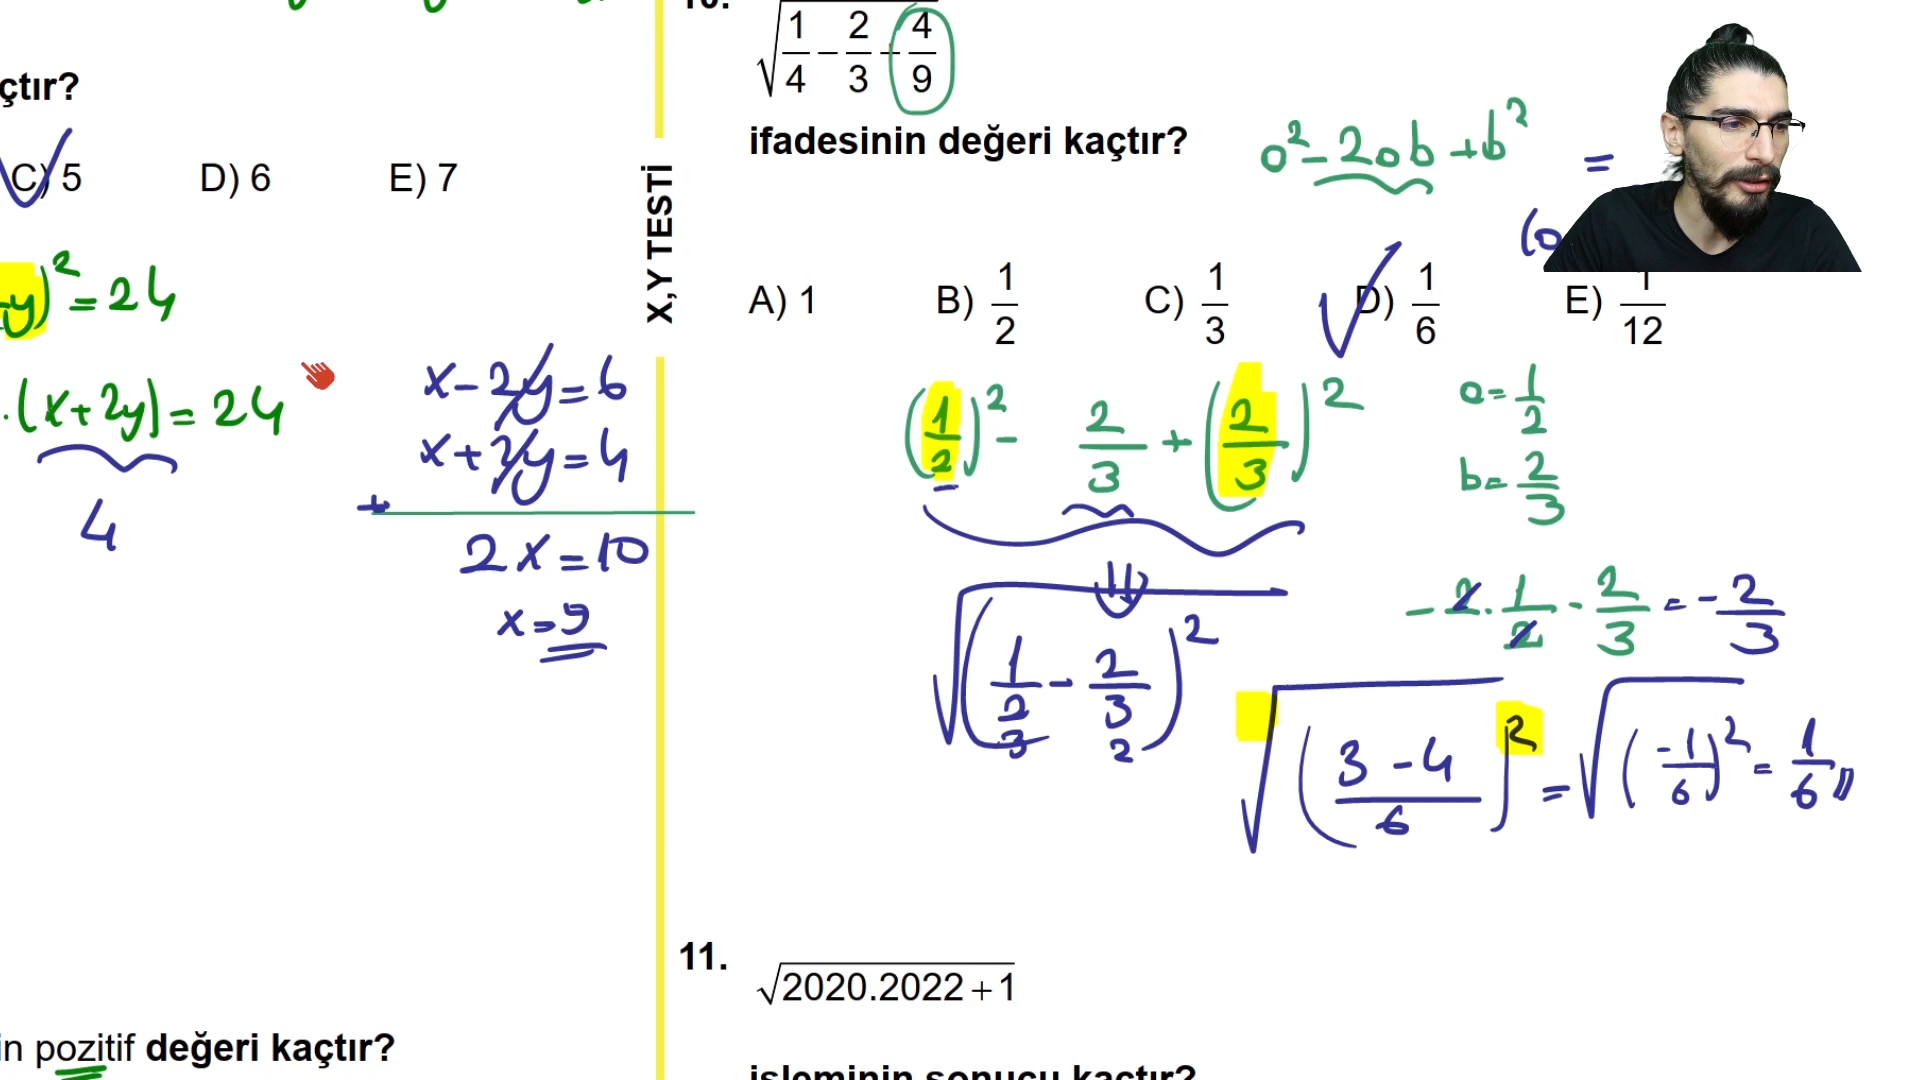 çtır?
C) 5 D) 6 E) 7
y)² = 24
.(x+2y) = 24
4
x-2y=6
x+2y=4
+
2x=10
x=5
in pozitif değeri kaçtır?
X,Y TESTİ
10.
√(1/4 − 2/3 + 4/9)
ifadesinin değeri kaçtır?
a²-2ab+b² =
(a
A) 1 B) 1/2 C) 1/3 D) 1/6 E) 1/12
(1/2)² - 2/3 + (2/3)²
a=1/2
b=2/3
-2.1/2.2/3 = -2/3
√(1/2 - 2/3)²
3 2
√((3-4)/6)² = √(-1/6)² = 1/6
11.
√2020.2022+1
işleminin sonucu kaçtır?